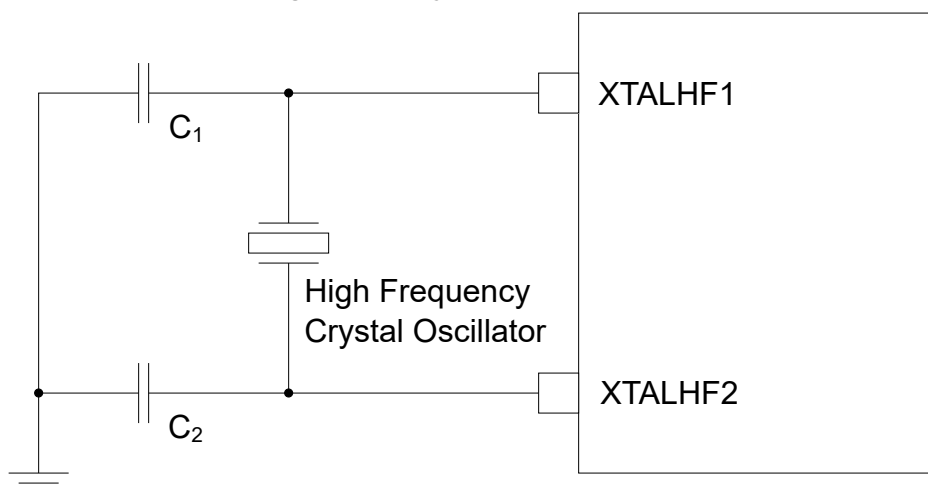 XTALHF1
C₁
High Frequency
Crystal Oscillator
XTALHF2
C₂